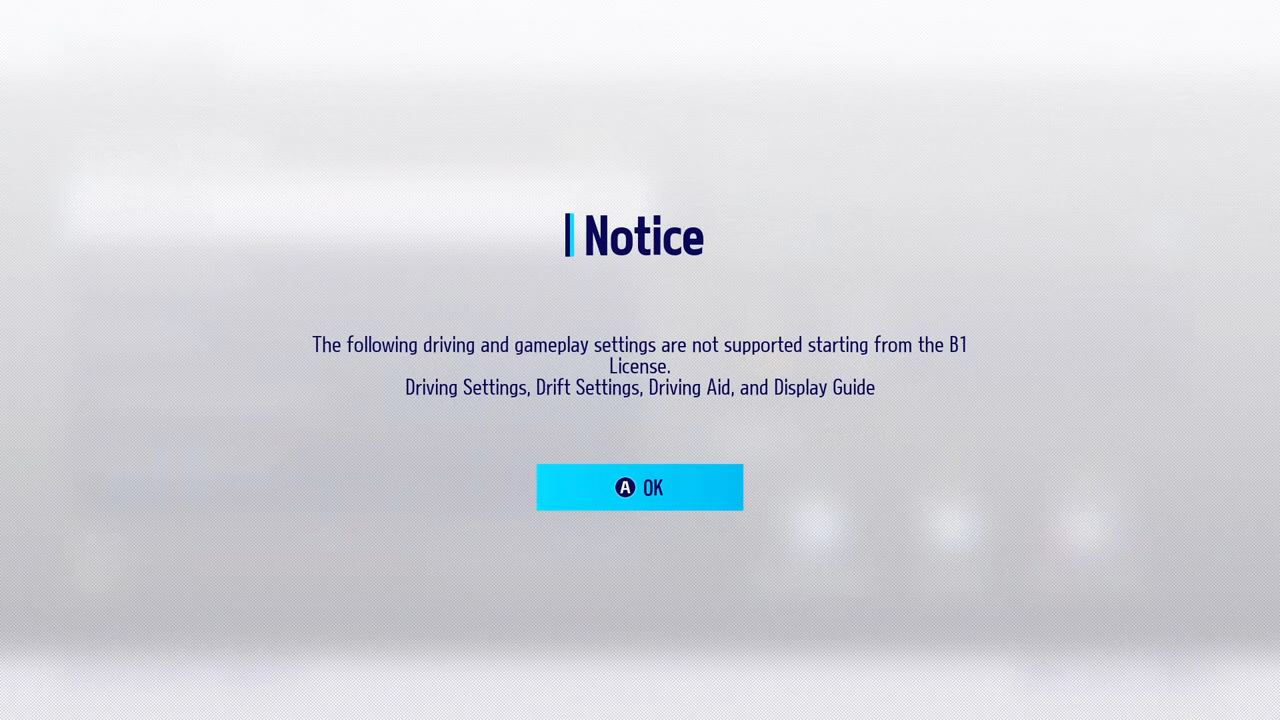 Notice
The following driving and gameplay settings are not supported starting from the B1
License.
Driving Settings, Drift Settings, Driving Aid, and Display Guide
A OK